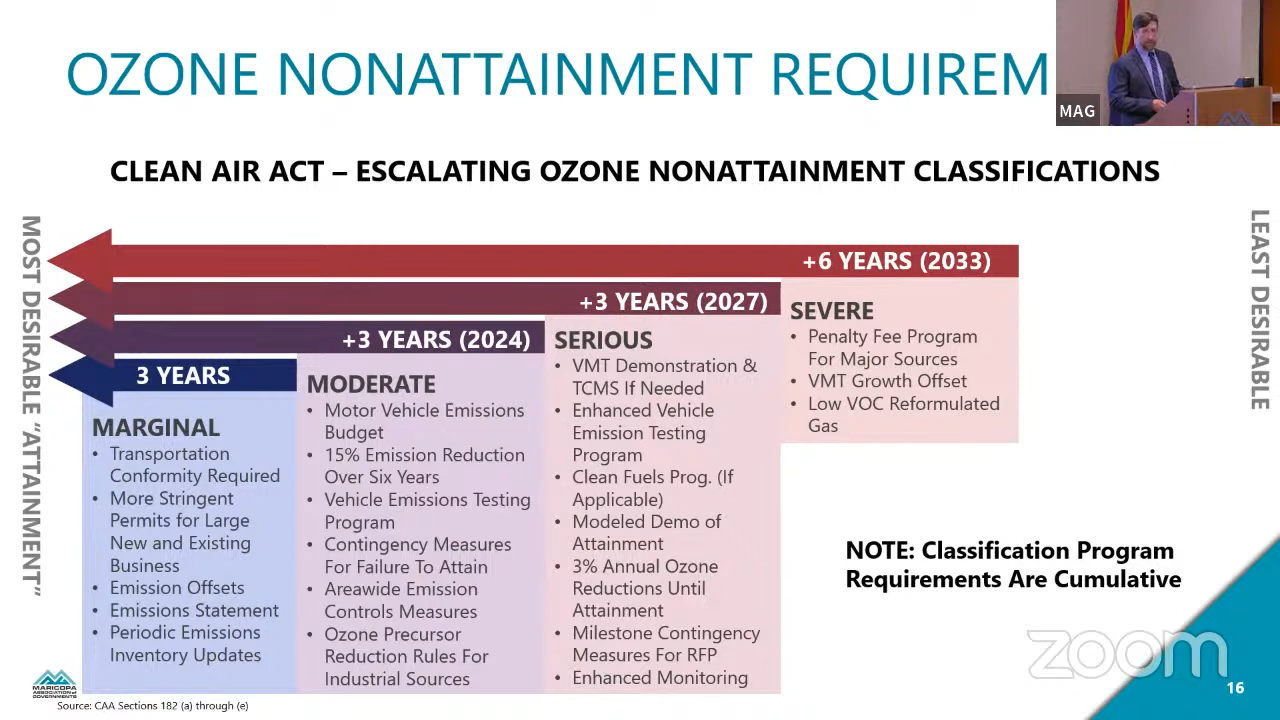 OZONE NONATTAINMENT REQUIREM
MAG
CLEAN AIR ACT – ESCALATING OZONE NONATTAINMENT CLASSIFICATIONS
MOST DESIRABLE “ATTAINMENT”
LEAST DESIRABLE
+6 YEARS (2033)
+3 YEARS (2027)
+3 YEARS (2024)
3 YEARS
MARGINAL
• Transportation
Conformity Required
• More Stringent
Permits for Large
New and Existing
Business
• Emission Offsets
• Emissions Statement
• Periodic Emissions
Inventory Updates
MODERATE
• Motor Vehicle Emissions
Budget
• 15% Emission Reduction
Over Six Years
• Vehicle Emissions Testing
Program
• Contingency Measures
For Failure To Attain
• Areawide Emission
Controls Measures
• Ozone Precursor
Reduction Rules For
Industrial Sources
SERIOUS
• VMT Demonstration &
TCMS If Needed
• Enhanced Vehicle
Emission Testing
Program
• Clean Fuels Prog. (If
Applicable)
• Modeled Demo of
Attainment
• 3% Annual Ozone
Reductions Until
Attainment
• Milestone Contingency
Measures For RFP
• Enhanced Monitoring
SEVERE
• Penalty Fee Program
For Major Sources
• VMT Growth Offset
• Low VOC Reformulated
Gas
NOTE: Classification Program
Requirements Are Cumulative
zoom
MARICOPA
ASSOCIATION of
GOVERNMENTS
Source: CAA Sections 182 (a) through (e)
16